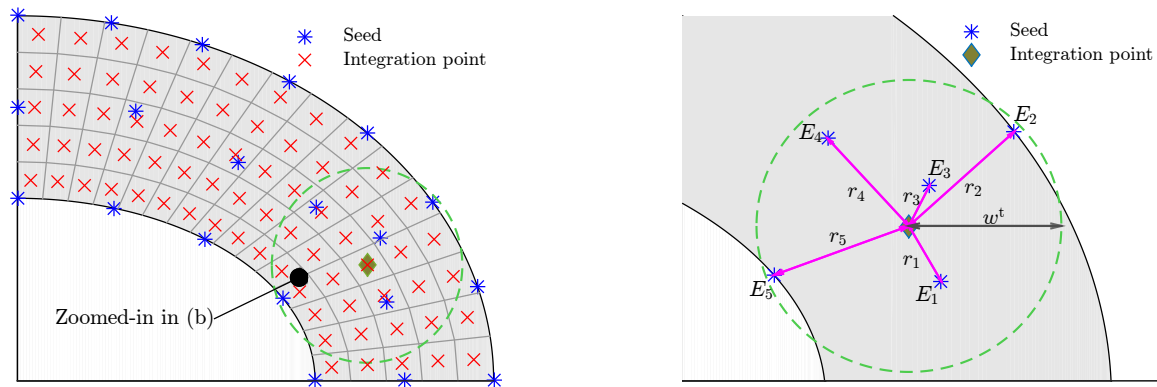 Seed
Integration point
Zoomed-in in (b)
Seed
Integration point
E₂
E₄
E₃
r₄
r₃
r₂
wᵗ
r₅
r₁
E₅
E₁